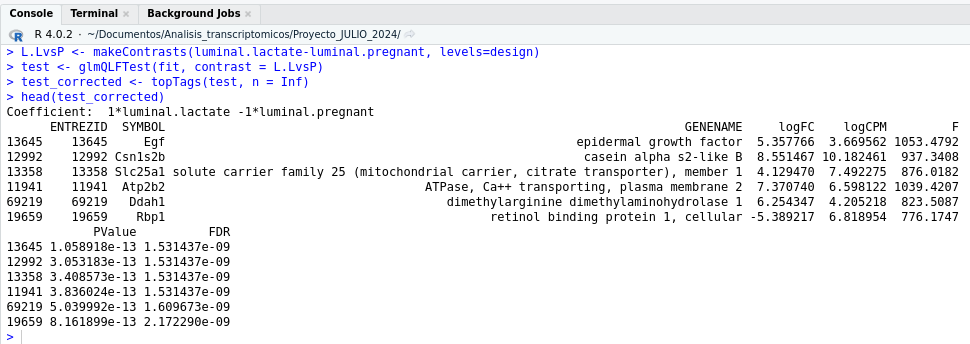 Console Terminal × Background Jobs ×
R 4.0.2 · ~/Documentos/Analisis_transcriptomicos/Proyecto_JULIO_2024/
> L.LvsP <- makeContrasts(luminal.lactate-luminal.pregnant, levels=design)
> test <- glmQLFTest(fit, contrast = L.LvsP)
> test_corrected <- topTags(test, n = Inf)
> head(test_corrected)
Coefficient:  1*luminal.lactate -1*luminal.pregnant
ENTREZID SYMBOL GENENAME logFC logCPM F
13645 13645 Egf epidermal growth factor 5.357766 3.669562 1053.4792
12992 12992 Csn1s2b casein alpha s2-like B 8.551467 10.182461 937.3408
13358 13358 Slc25a1 solute carrier family 25 (mitochondrial carrier, citrate transporter), member 1 4.129470 7.492275 876.0182
11941 11941 Atp2b2 ATPase, Ca++ transporting, plasma membrane 2 7.370740 6.598122 1039.4207
69219 69219 Ddah1 dimethylarginine dimethylaminohydrolase 1 6.254347 4.205218 823.5087
19659 19659 Rbp1 retinol binding protein 1, cellular -5.389217 6.818954 776.1747
PValue FDR
13645 1.058918e-13 1.531437e-09
12992 3.053183e-13 1.531437e-09
13358 3.408573e-13 1.531437e-09
11941 3.836024e-13 1.531437e-09
69219 5.039992e-13 1.609673e-09
19659 8.161899e-13 2.172290e-09
>